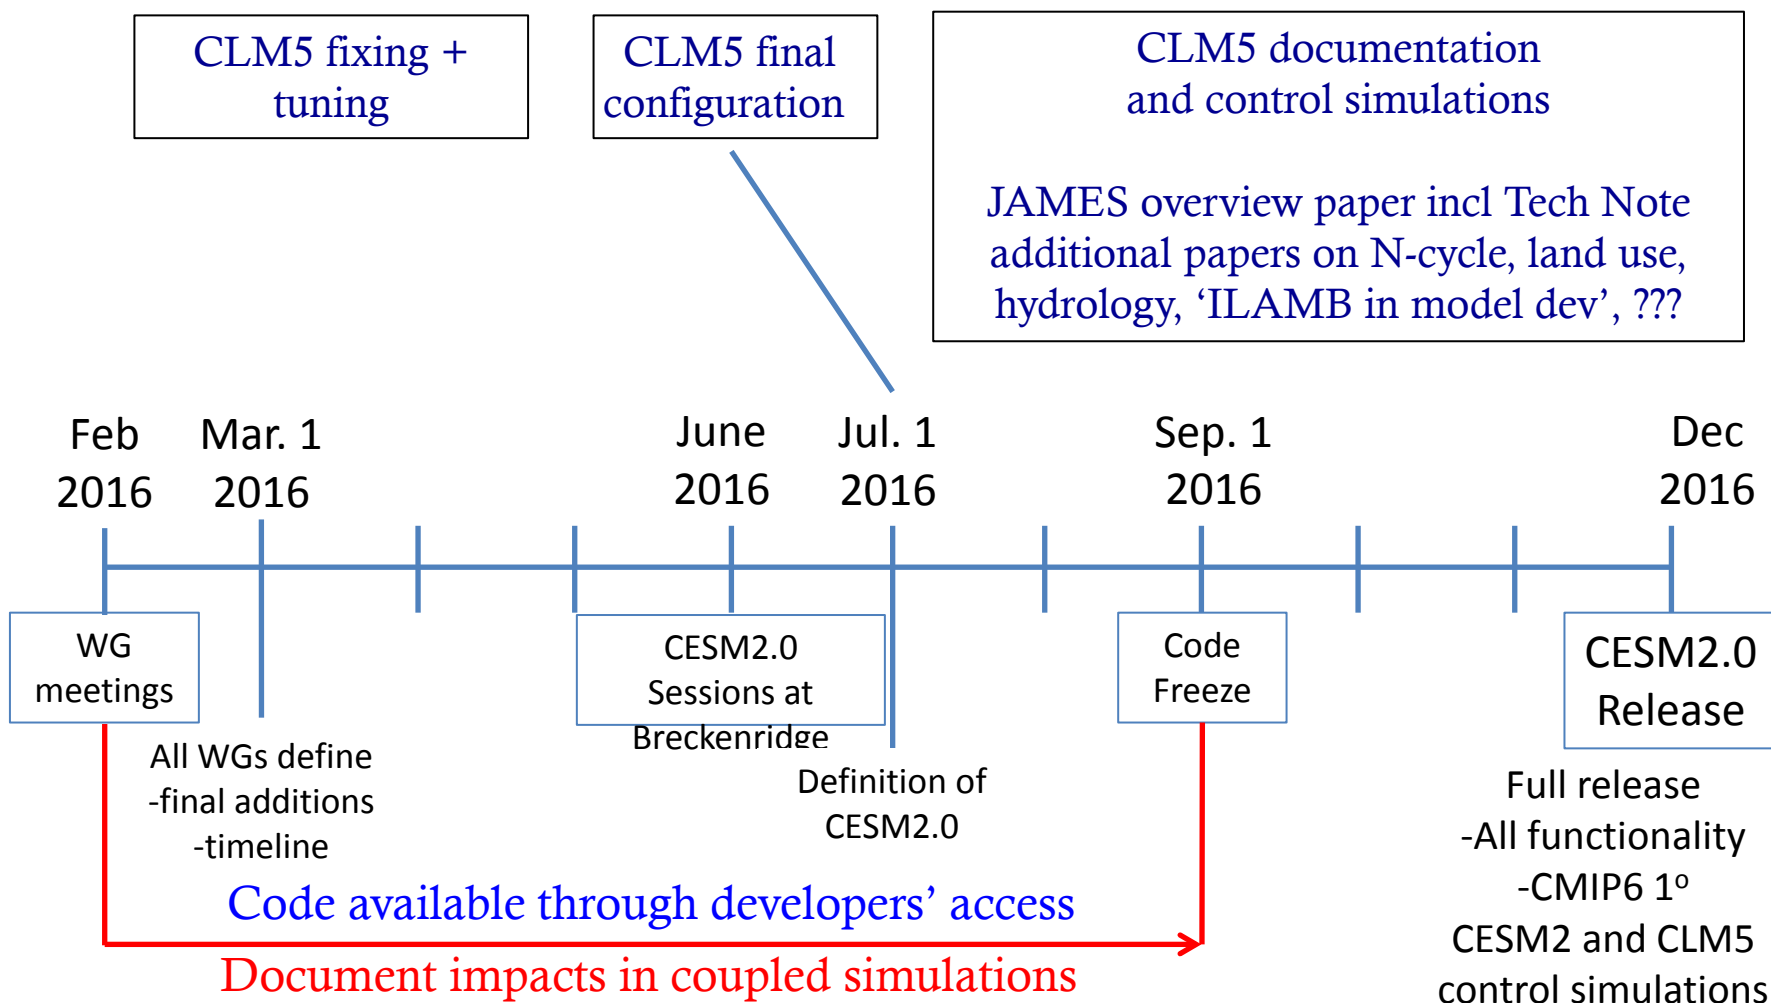 CLM5 fixing +
tuning
CLM5 final
configuration
CLM5 documentation
and control simulations
JAMES overview paper incl Tech Note
additional papers on N-cycle, land use,
hydrology, ‘ILAMB in model dev’, ???
Feb
2016
Mar. 1
2016
June
2016
Jul. 1
2016
Sep. 1
2016
Dec
2016
WG
meetings
All WGs define
-final additions
-timeline
CESM2.0
Sessions at
Breckenridge
Definition of
CESM2.0
Code
Freeze
CESM2.0
Release
Full release
-All functionality
-CMIP6 1º
CESM2 and CLM5
control simulations
Code available through developers’ access
Document impacts in coupled simulations